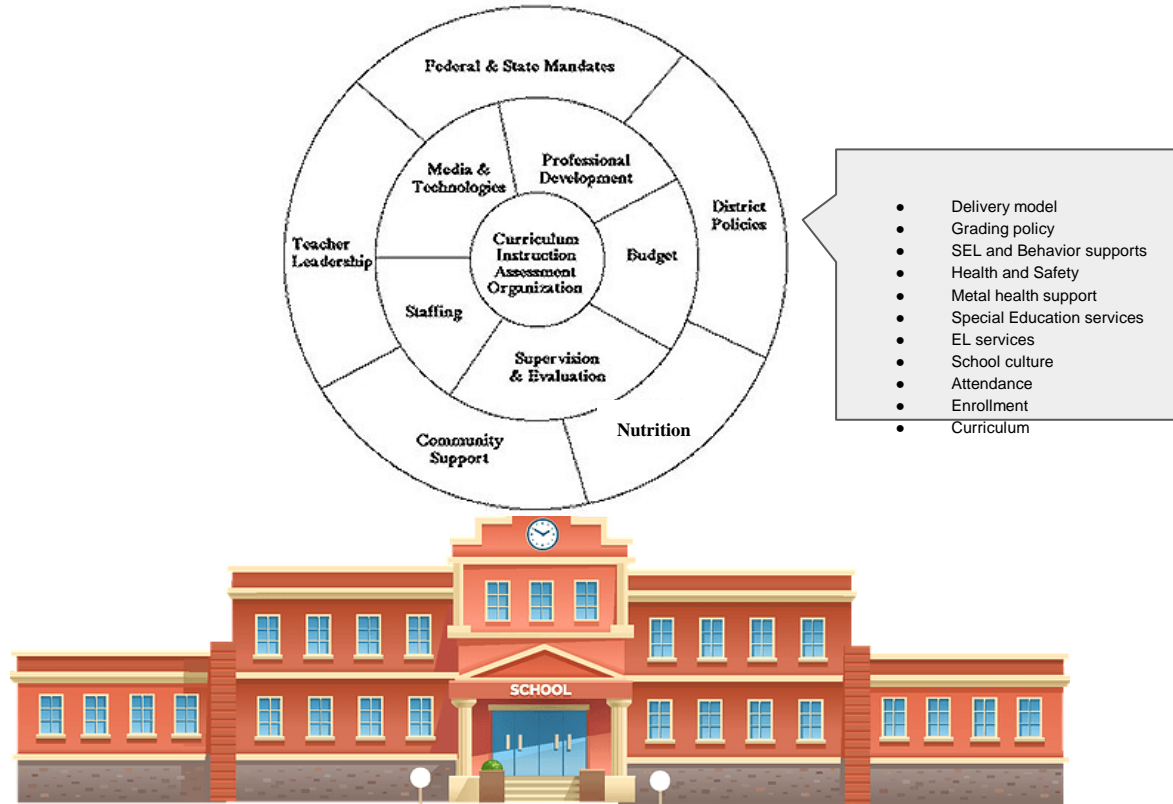 Federal & State Mandates
Media &
Technologies
Professional
Development
District
Policies
Teacher
Leadership
Curriculum
Instruction
Assessment
Organization
Budget
Staffing
Supervision
& Evaluation
Nutrition
Community
Support
● Delivery model
● Grading policy
● SEL and Behavior supports
● Health and Safety
● Metal health support
● Special Education services
● EL services
● School culture
● Attendance
● Enrollment
● Curriculum
SCHOOL